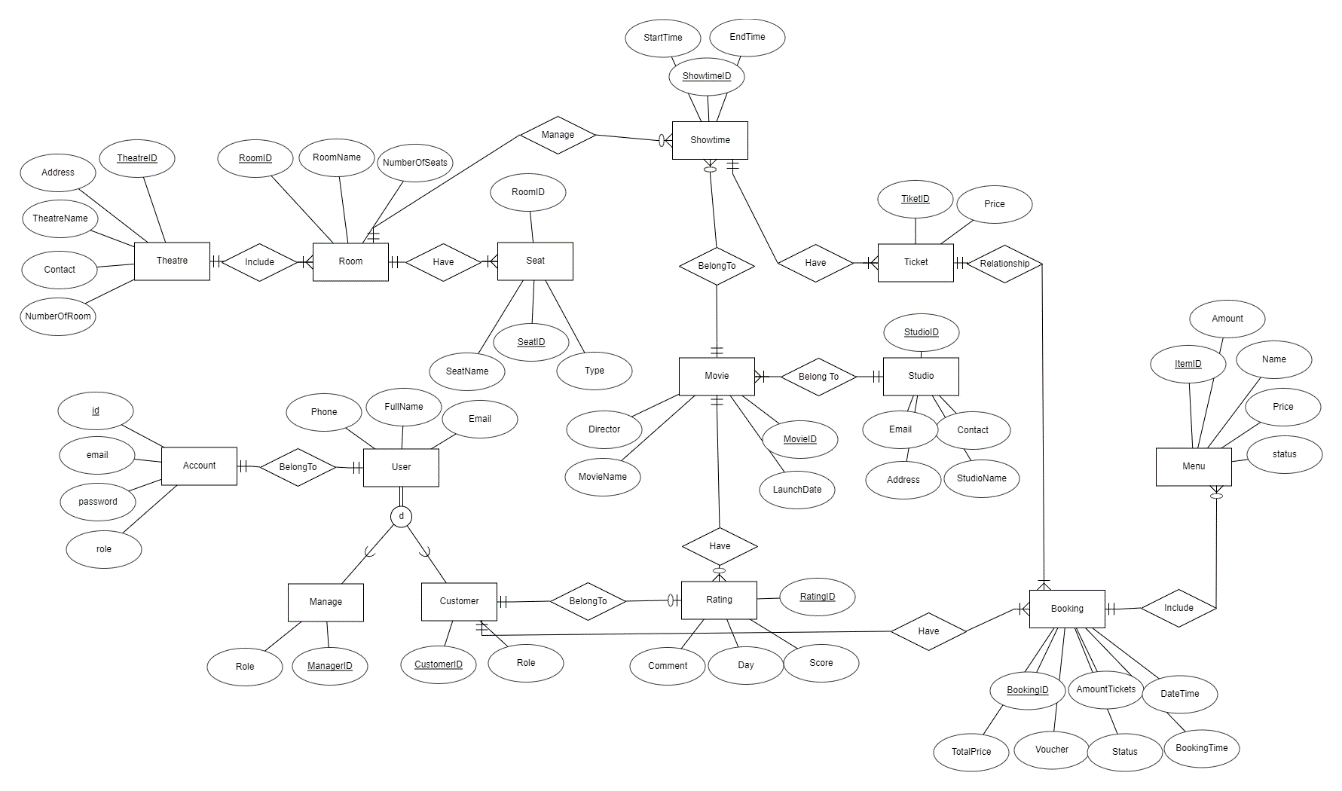 StartTime
EndTime
ShowtimeID
Showtime
Manage
TheatreID
Address
TheatreName
Contact
NumberOfRoom
Theatre
Include
RoomID
RoomName
NumberOfSeats
Room
Have
RoomID
Seat
SeatID
SeatName
Type
BelongTo
Have
TiketID
Price
Ticket
Relationship
Movie
Belong To
StudioID
Studio
Director
MovieName
MovieID
LaunchDate
Email
Contact
Address
StudioName
Amount
ItemID
Name
Price
status
Menu
id
email
password
role
Account
BelongTo
Phone
FullName
Email
User
d
Manage
Role
ManagerID
Customer
CustomerID
Role
BelongTo
Have
Rating
RatingID
Comment
Day
Score
Have
Booking
Include
BookingID
AmountTickets
DateTime
TotalPrice
Voucher
Status
BookingTime